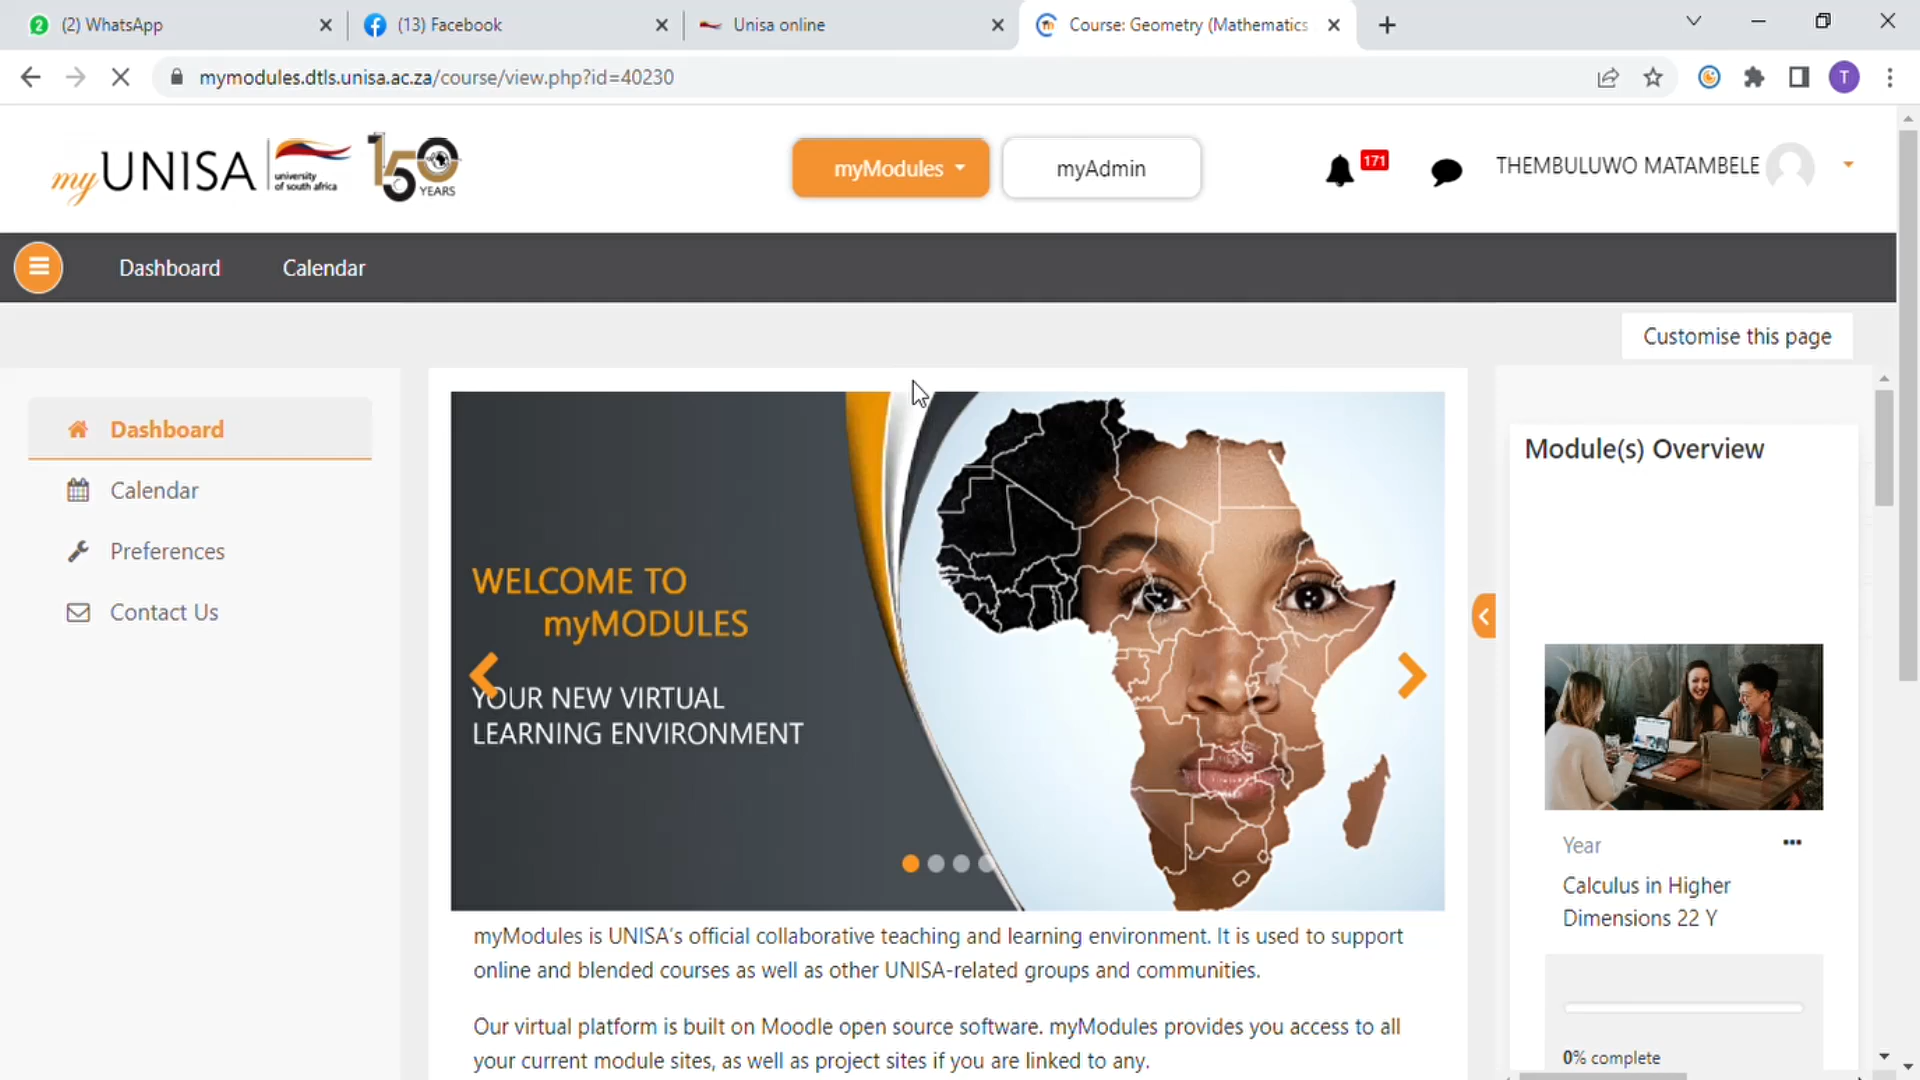 (2) WhatsApp
(13) Facebook
Unisa online
Course: Geometry (Mathematics
mymodules.dtls.unisa.ac.za/course/view.php?id=40230
T
my UNISA
university
of south africa
150
YEARS
myModules
myAdmin
171
THEMBULUWO MATAMBELE
Dashboard
Calendar
Customise this page
Dashboard
Calendar
Preferences
Contact Us
WELCOME TO
myMODULES
YOUR NEW VIRTUAL
LEARNING ENVIRONMENT
myModules is UNISA's official collaborative teaching and learning environment. It is used to support
online and blended courses as well as other UNISA-related groups and communities.
Our virtual platform is built on Moodle open source software. myModules provides you access to all
your current module sites, as well as project sites if you are linked to any.
Module(s) Overview
Year
Calculus in Higher
Dimensions 22 Y
0% complete